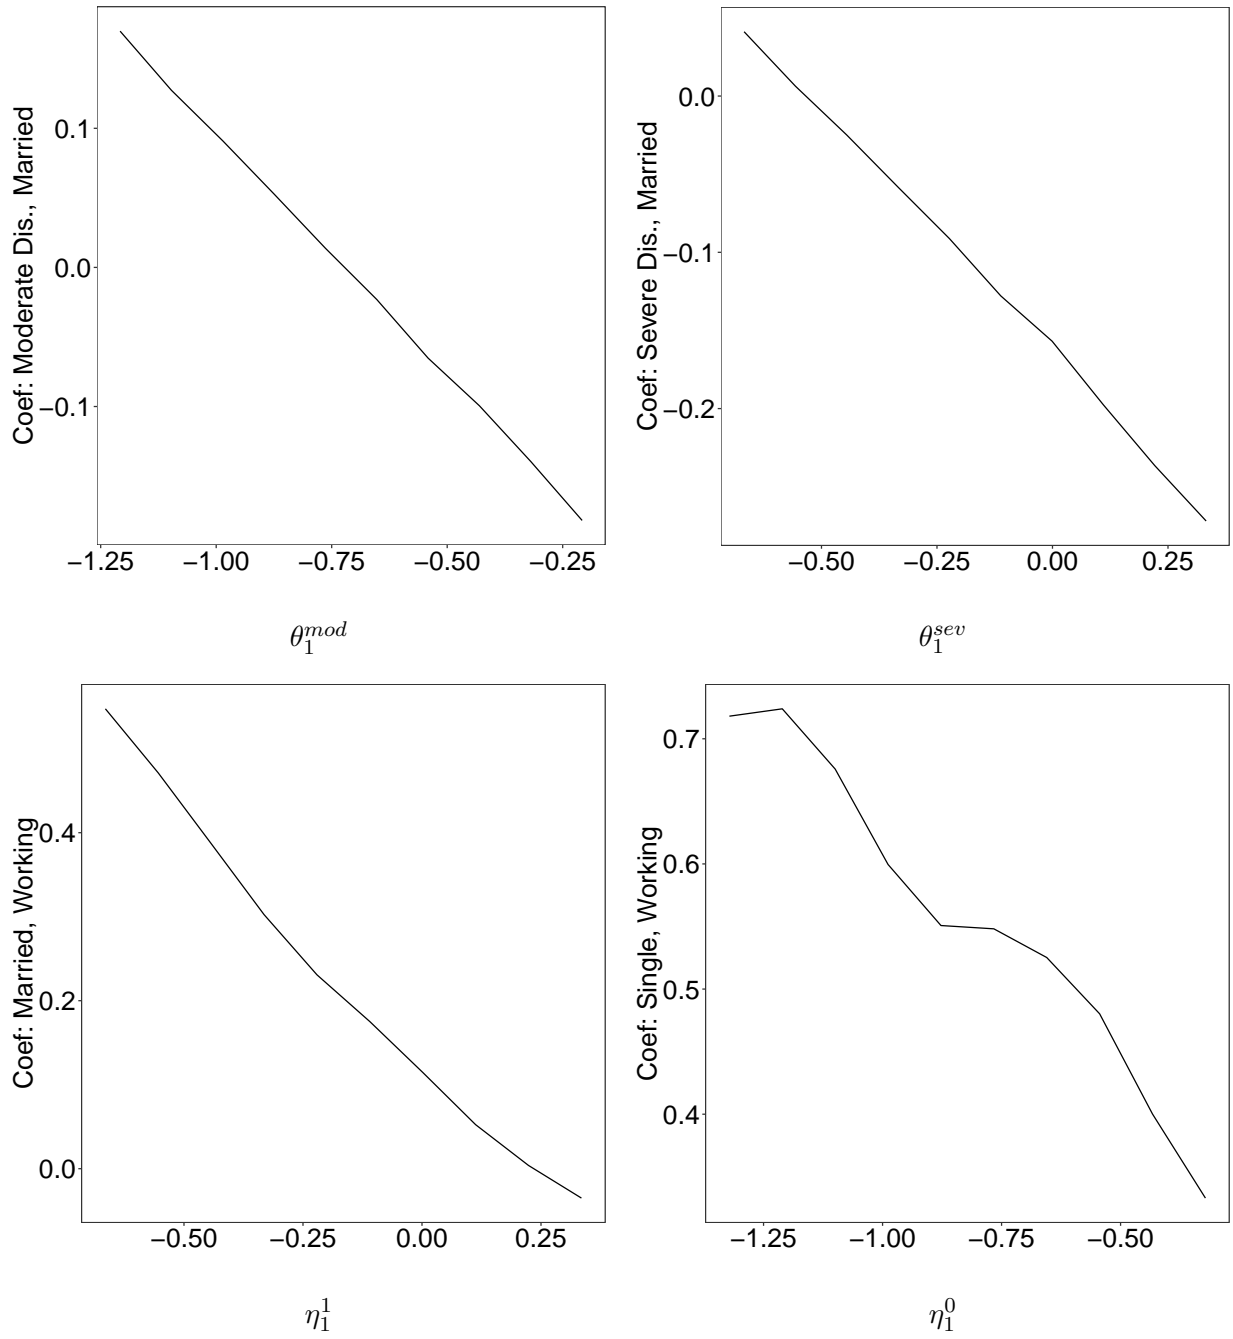 Coef: Moderate Dis., Married
0.1
0.0
−0.1
−1.25 −1.00 −0.75 −0.50 −0.25
θ_1^{mod}
Coef: Severe Dis., Married
0.0
−0.1
−0.2
−0.50 −0.25 0.00 0.25
θ_1^{sev}
Coef: Married, Working
0.4
0.2
0.0
−0.50 −0.25 0.00 0.25
η_1^1
Coef: Single, Working
0.7
0.6
0.5
0.4
−1.25 −1.00 −0.75 −0.50
η_1^0